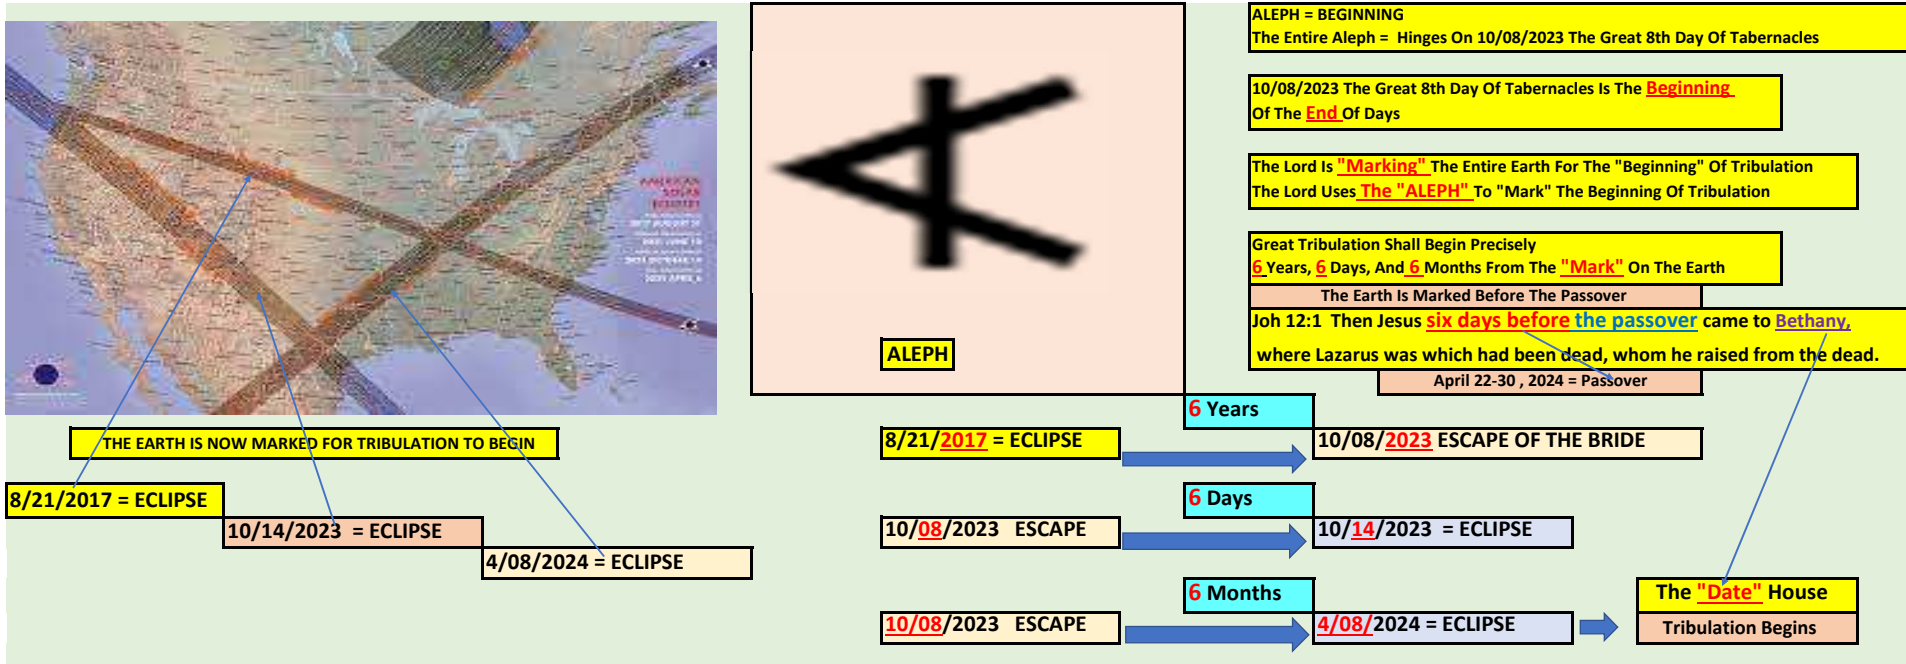 AMERICAN
SOLAR
ECLIPSES
THE EARTH IS NOW MARKED FOR TRIBULATION TO BEGIN
8/21/2017 = ECLIPSE
10/14/2023 = ECLIPSE
4/08/2024 = ECLIPSE
ALEPH
ALEPH = BEGINNING
The Entire Aleph = Hinges On 10/08/2023 The Great 8th Day Of Tabernacles
10/08/2023 The Great 8th Day Of Tabernacles Is The Beginning
Of The End Of Days
The Lord Is "Marking" The Entire Earth For The "Beginning" Of Tribulation
The Lord Uses The "ALEPH" To "Mark" The Beginning Of Tribulation
Great Tribulation Shall Begin Precisely
6 Years, 6 Days, And 6 Months From The "Mark" On The Earth
The Earth Is Marked Before The Passover
Joh 12:1 Then Jesus six days before the passover came to Bethany,
where Lazarus was which had been dead, whom he raised from the dead.
April 22-30 , 2024 = Passover
6 Years
8/21/2017 = ECLIPSE
10/08/2023 ESCAPE OF THE BRIDE
6 Days
10/08/2023 ESCAPE
10/14/2023 = ECLIPSE
6 Months
10/08/2023 ESCAPE
4/08/2024 = ECLIPSE
The "Date" House
Tribulation Begins